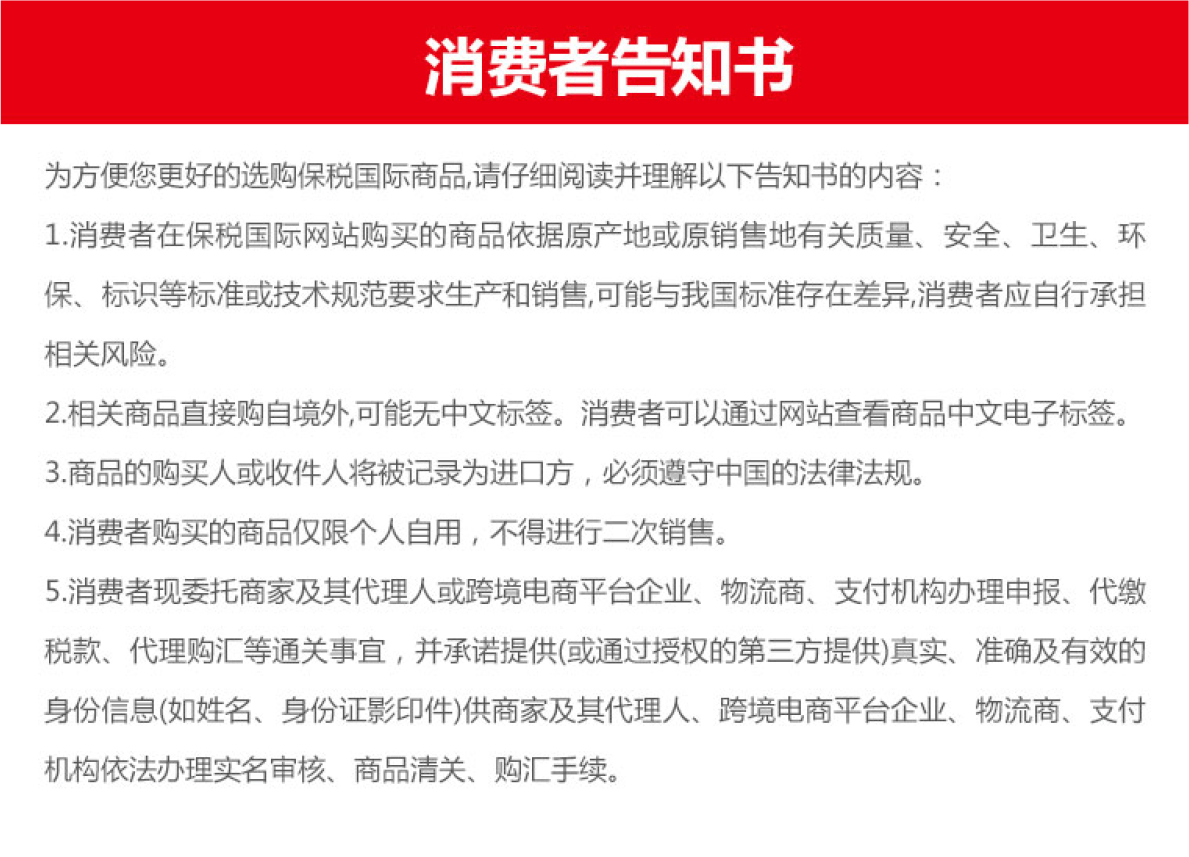 消费者告知书
为方便您更好的选购保税国际商品,请仔细阅读并理解以下告知书的内容：
1.消费者在保税国际网站购买的商品依据原产地或原销售地有关质量、安全、卫生、环
保、标识等标准或技术规范要求生产和销售,可能与我国标准存在差异,消费者应自行承担
相关风险。
2.相关商品直接购自境外,可能无中文标签。消费者可以通过网站查看商品中文电子标签。
3.商品的购买人或收件人将被记录为进口方，必须遵守中国的法律法规。
4.消费者购买的商品仅限个人自用，不得进行二次销售。
5.消费者现委托商家及其代理人或跨境电商平台企业、物流商、支付机构办理申报、代缴
税款、代理购汇等通关事宜，并承诺提供(或通过授权的第三方提供)真实、准确及有效的
身份信息(如姓名、身份证影印件)供商家及其代理人、跨境电商平台企业、物流商、支付
机构依法办理实名审核、商品清关、购汇手续。